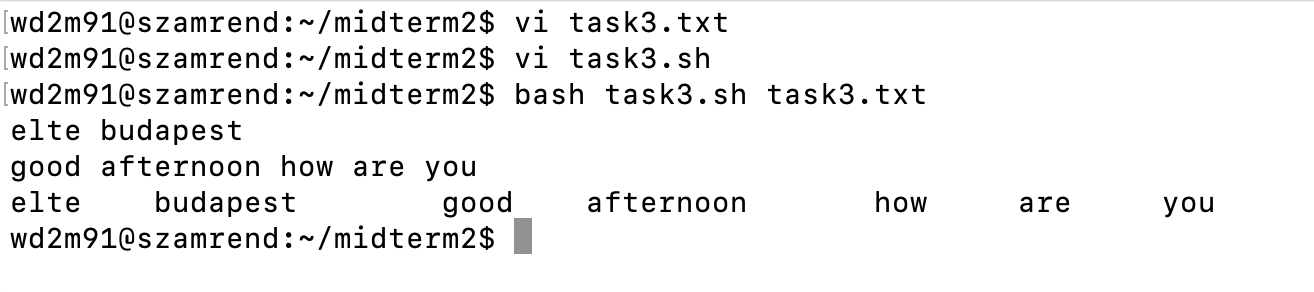 [wd2m91@szamrend:~/midterm2$ vi task3.txt
[wd2m91@szamrend:~/midterm2$ vi task3.sh
[wd2m91@szamrend:~/midterm2$ bash task3.sh task3.txt
elte budapest
good afternoon how are you
elte    budapest        good    afternoon       how     are     you
wd2m91@szamrend:~/midterm2$